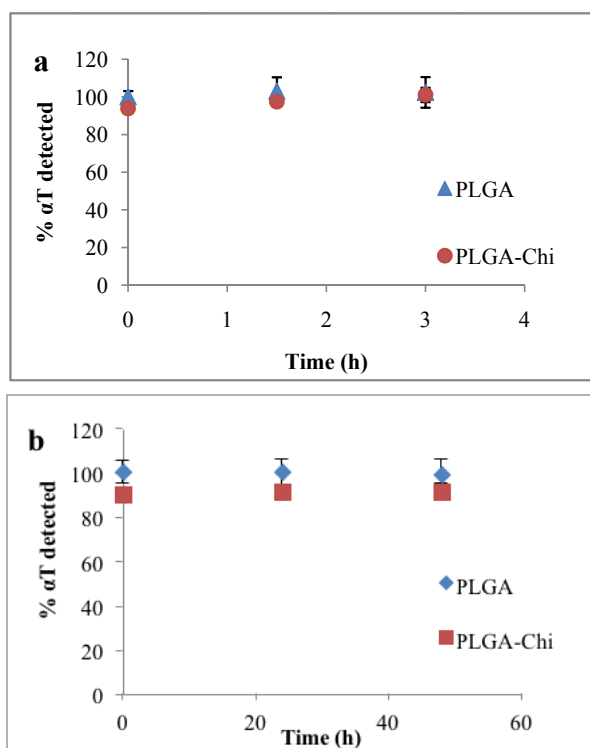 a
120
100
80
60
40
20
0
% αT detected
PLGA
PLGA-Chi
0 1 2 3 4
Time (h)
b
120
100
80
60
40
20
0
% αT detected
PLGA
PLGA-Chi
0 20 40 60
Time (h)